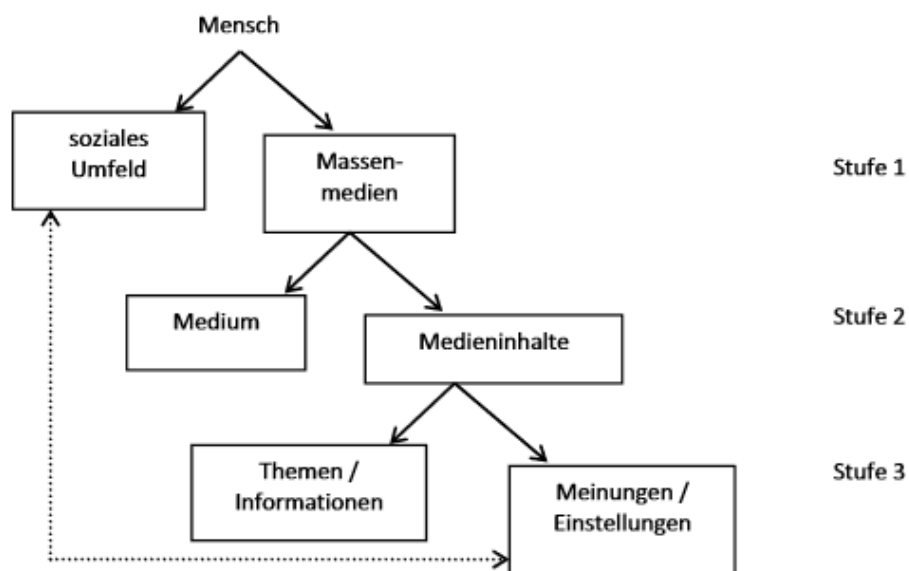 Mensch
soziales
Umfeld
Massen-
medien
Stufe 1
Medium
Medieninhalte
Stufe 2
Themen /
Informationen
Meinungen /
Einstellungen
Stufe 3